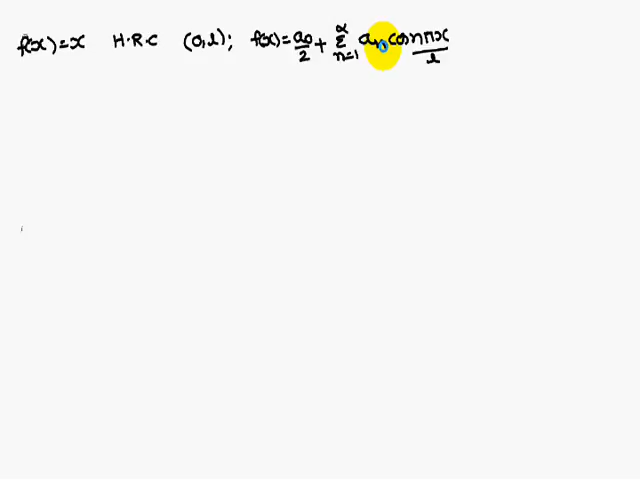 f(x) = x H.R.C (0, l); f(x) = a₀/2 + Σ_{n=1}^{∝} aₙ cos nπx/l